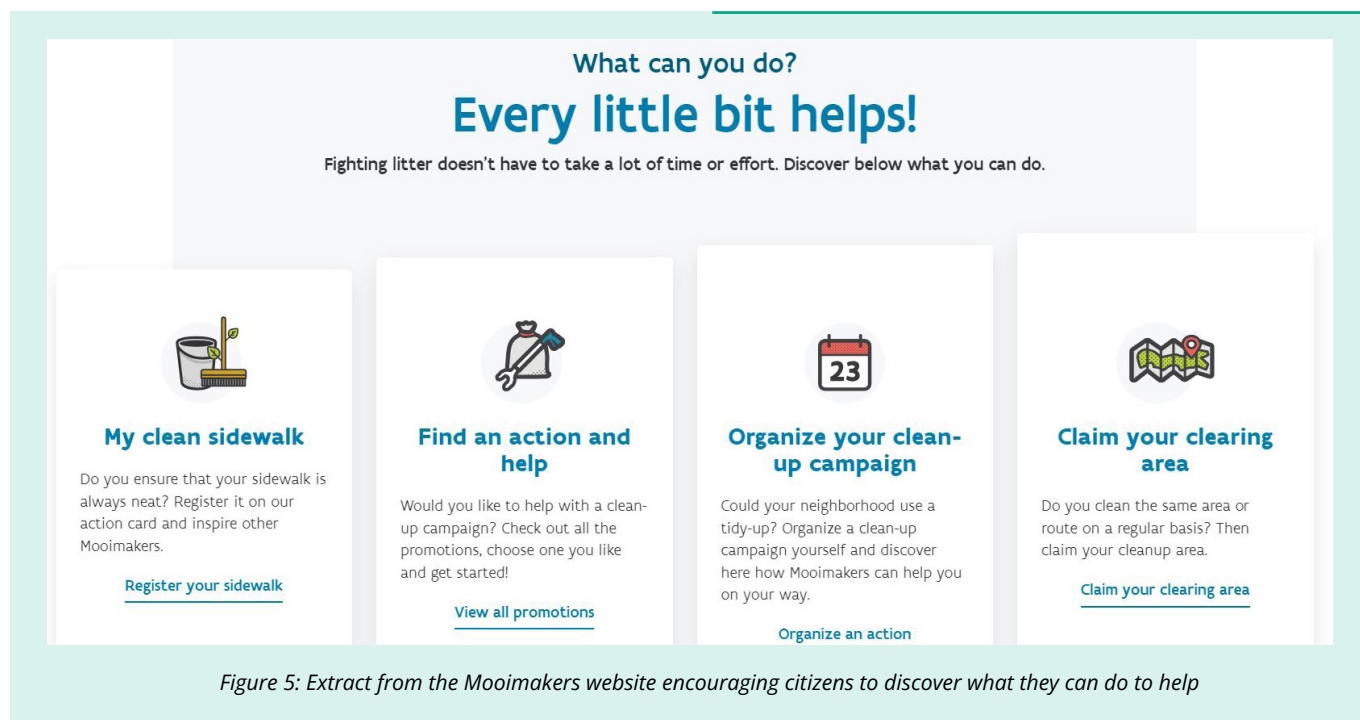 What can you do?
Every little bit helps!
Fighting litter doesn't have to take a lot of time or effort. Discover below what you can do.
My clean sidewalk
Do you ensure that your sidewalk is
always neat? Register it on our
action card and inspire other
Mooimakers.
Register your sidewalk
Find an action and
help
Would you like to help with a clean-
up campaign? Check out all the
promotions, choose one you like
and get started!
View all promotions
23
Organize your clean-
up campaign
Could your neighborhood use a
tidy-up? Organize a clean-up
campaign yourself and discover
here how Mooimakers can help you
on your way.
Organize an action
Claim your clearing
area
Do you clean the same area or
route on a regular basis? Then
claim your cleanup area.
Claim your clearing area
Figure 5: Extract from the Mooimakers website encouraging citizens to discover what they can do to help